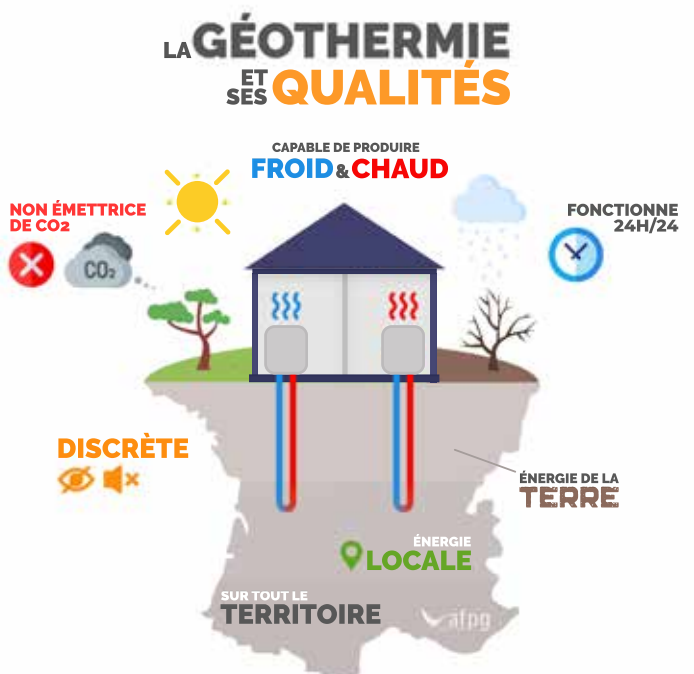 LA GÉOTHERMIE
ET SES QUALITÉS
CAPABLE DE PRODUIRE
FROID & CHAUD
NON ÉMETTRICE
DE CO2
CO₂
FONCTIONNE
24H/24
DISCRÈTE
ÉNERGIE DE LA
TERRE
ÉNERGIE
LOCALE
SUR TOUT LE
TERRITOIRE
afpg